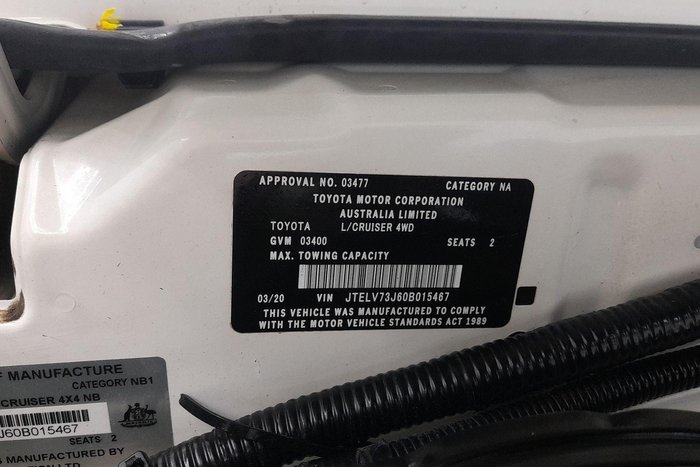 APPROVAL NO. 03477 CATEGORY NA
TOYOTA MOTOR CORPORATION
AUSTRALIA LIMITED
TOYOTA L/CRUISER 4WD
GVM 03400 SEATS 2
MAX. TOWING CAPACITY
03/20 VIN JTELV73J60B015467
THIS VEHICLE WAS MANUFACTURED TO COMPLY
WITH THE MOTOR VEHICLE STANDARDS ACT 1989
F MANUFACTURE
CATEGORY NB1
CRUISER 4X4 NB
J60B015467
SEATS 2
MANUFACTURED BY
LTD